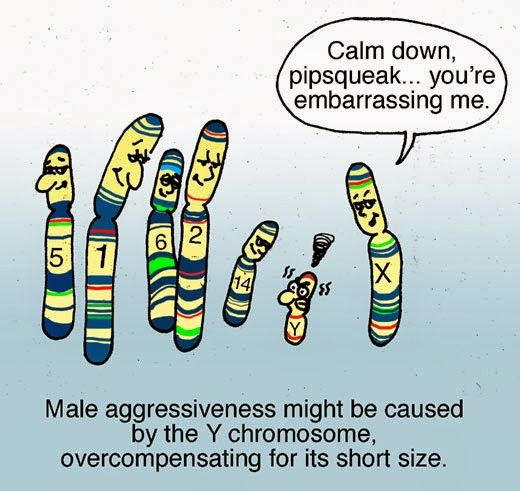 Calm down,
pipsqueak... you're
embarrassing me.
5
1
6
2
14
Y
X
Male aggressiveness might be caused
by the Y chromosome,
overcompensating for its short size.